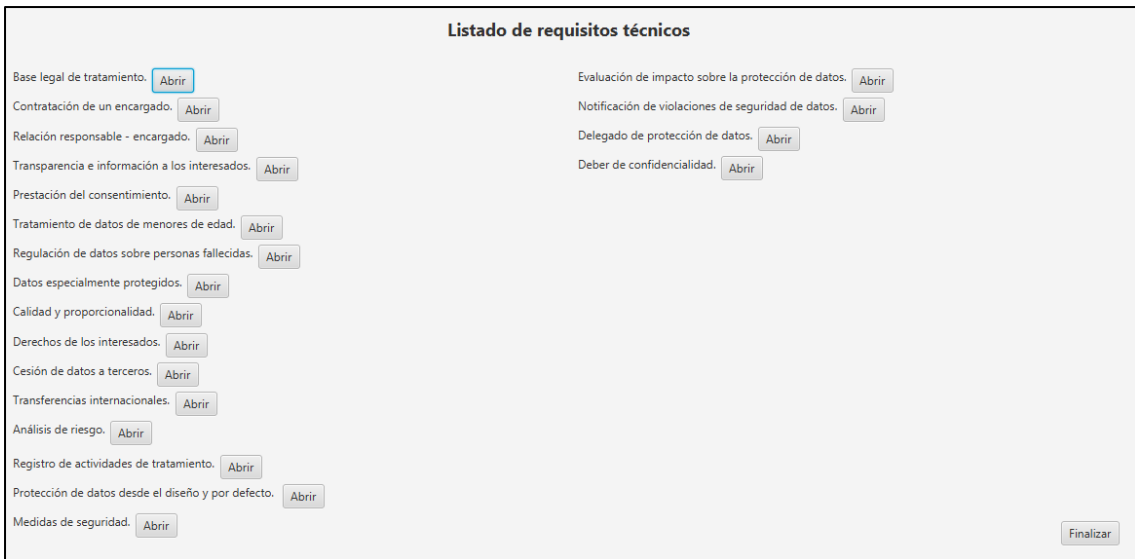 Listado de requisitos técnicos
Base legal de tratamiento. Abrir
Contratación de un encargado. Abrir
Relación responsable - encargado. Abrir
Transparencia e información a los interesados. Abrir
Prestación del consentimiento. Abrir
Tratamiento de datos de menores de edad. Abrir
Regulación de datos sobre personas fallecidas. Abrir
Datos especialmente protegidos. Abrir
Calidad y proporcionalidad. Abrir
Derechos de los interesados. Abrir
Cesión de datos a terceros. Abrir
Transferencias internacionales. Abrir
Análisis de riesgo. Abrir
Registro de actividades de tratamiento. Abrir
Protección de datos desde el diseño y por defecto. Abrir
Medidas de seguridad. Abrir
Evaluación de impacto sobre la protección de datos. Abrir
Notificación de violaciones de seguridad de datos. Abrir
Delegado de protección de datos. Abrir
Deber de confidencialidad. Abrir
Finalizar